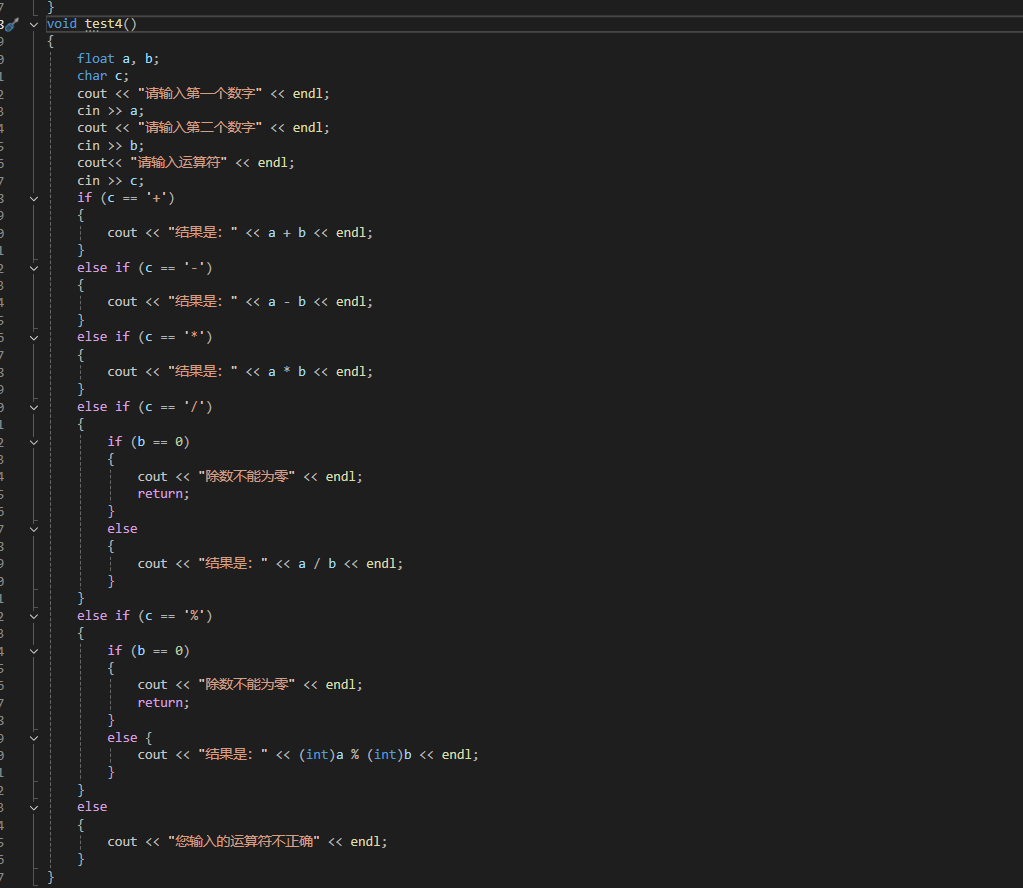 }
void test4()
{
float a, b;
char c;
cout << "请输入第一个数字" << endl;
cin >> a;
cout << "请输入第二个数字" << endl;
cin >> b;
cout<< "请输入运算符" << endl;
cin >> c;
if (c == '+')
{
cout << "结果是：" << a + b << endl;
}
else if (c == '-')
{
cout << "结果是：" << a - b << endl;
}
else if (c == '*')
{
cout << "结果是：" << a * b << endl;
}
else if (c == '/')
{
if (b == 0)
{
cout << "除数不能为零" << endl;
return;
}
else
{
cout << "结果是：" << a / b << endl;
}
}
else if (c == '%')
{
if (b == 0)
{
cout << "除数不能为零" << endl;
return;
}
else {
cout << "结果是：" << (int)a % (int)b << endl;
}
}
else
{
cout << "您输入的运算符不正确" << endl;
}
}